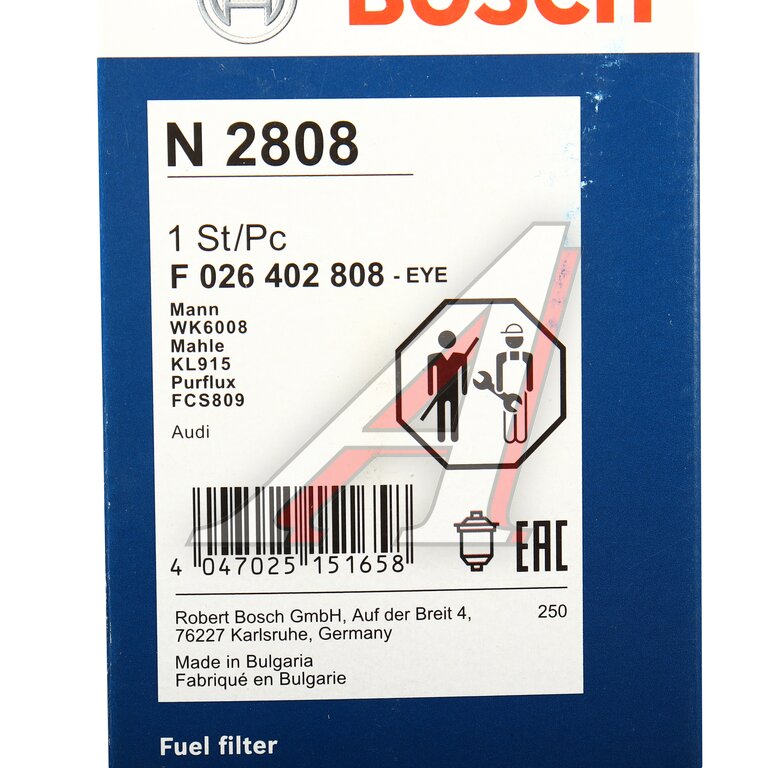 BOSCH
N 2808
1 St/Pc
F 026 402 808 - EYE
Mann
WK6008
Mahle
KL915
Purflux
FCS809
Audi
4 047025 151658
EAC
Robert Bosch GmbH, Auf der Breit 4,
76227 Karlsruhe, Germany
250
Made in Bulgaria
Fabriqué en Bulgarie
Fuel filter